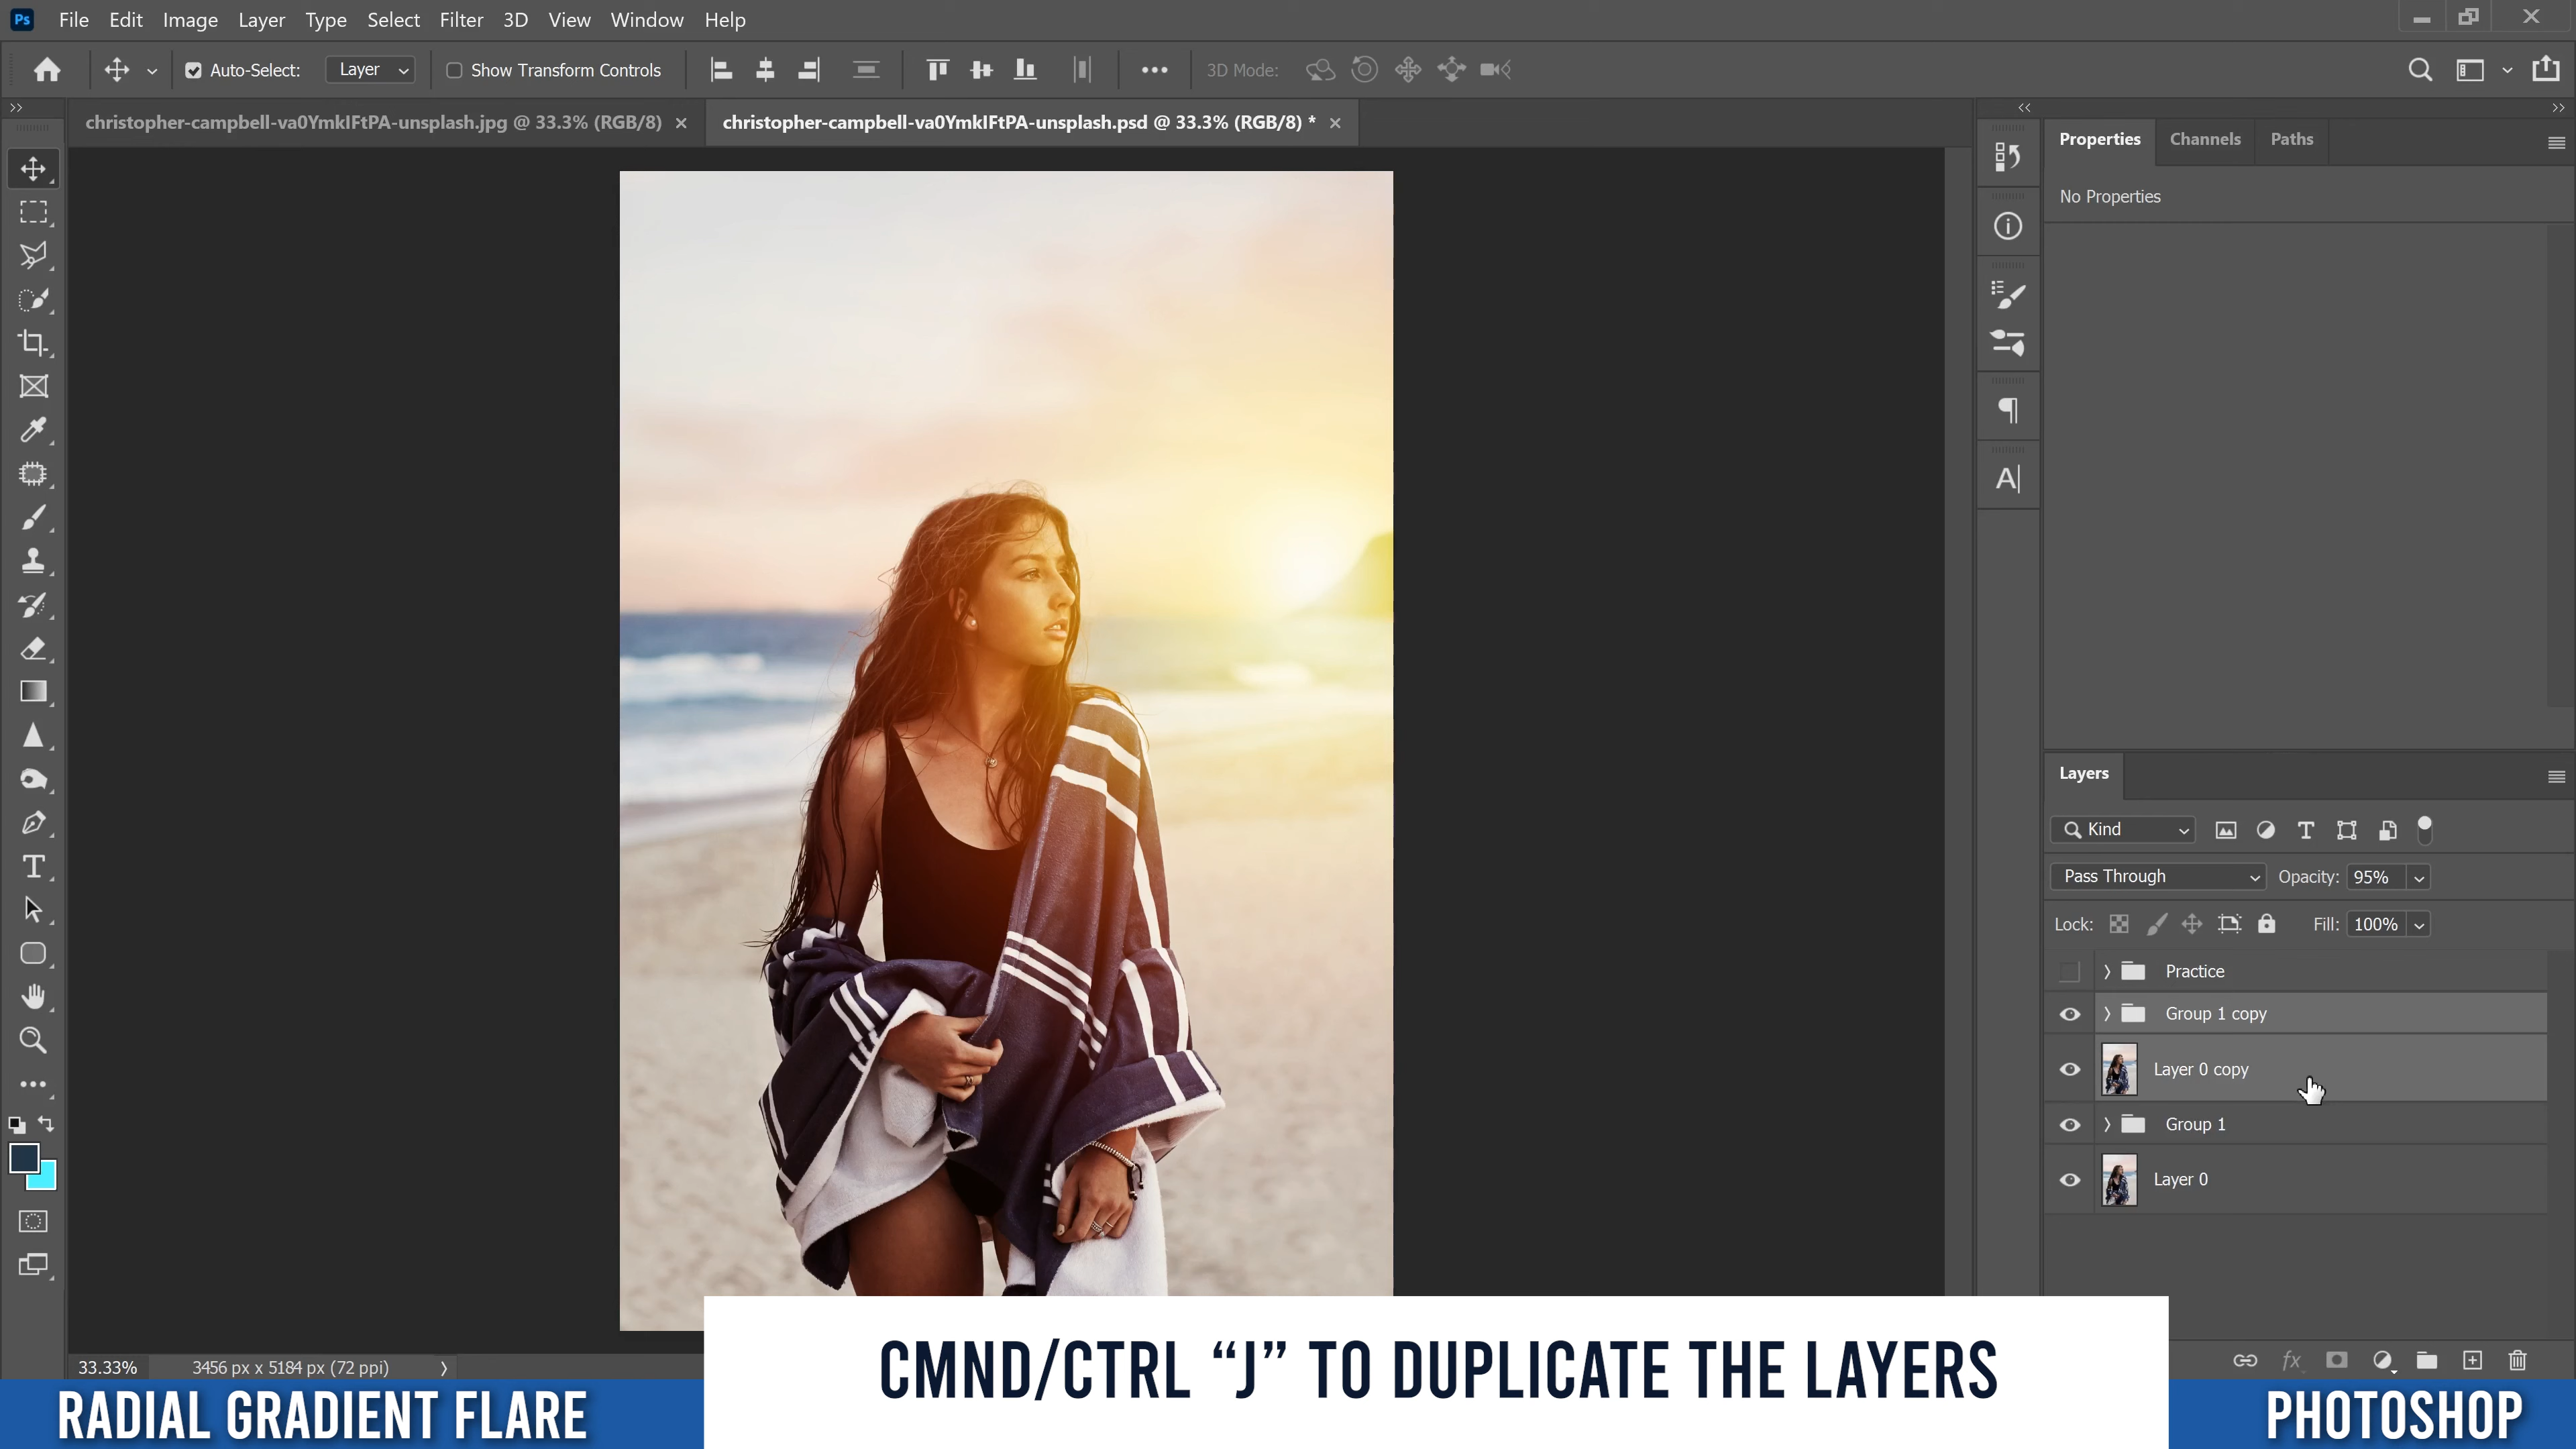 Ps File Edit Image Layer Type Select Filter 3D View Window Help
Auto-Select: Layer Show Transform Controls 3D Mode:
christopher-campbell-va0YmkIFtPA-unsplash.jpg @ 33.3% (RGB/8) × christopher-campbell-va0YmkIFtPA-unsplash.psd @ 33.3% (RGB/8) * ×
Properties Channels Paths
No Properties
Layers
Kind
Pass Through Opacity: 95%
Lock: Fill: 100%
Practice
Group 1 copy
Layer 0 copy
Group 1
Layer 0
33.33% 3456 px x 5184 px (72 ppi)
CMND/CTRL “J” TO DUPLICATE THE LAYERS
RADIAL GRADIENT FLARE
PHOTOSHOP